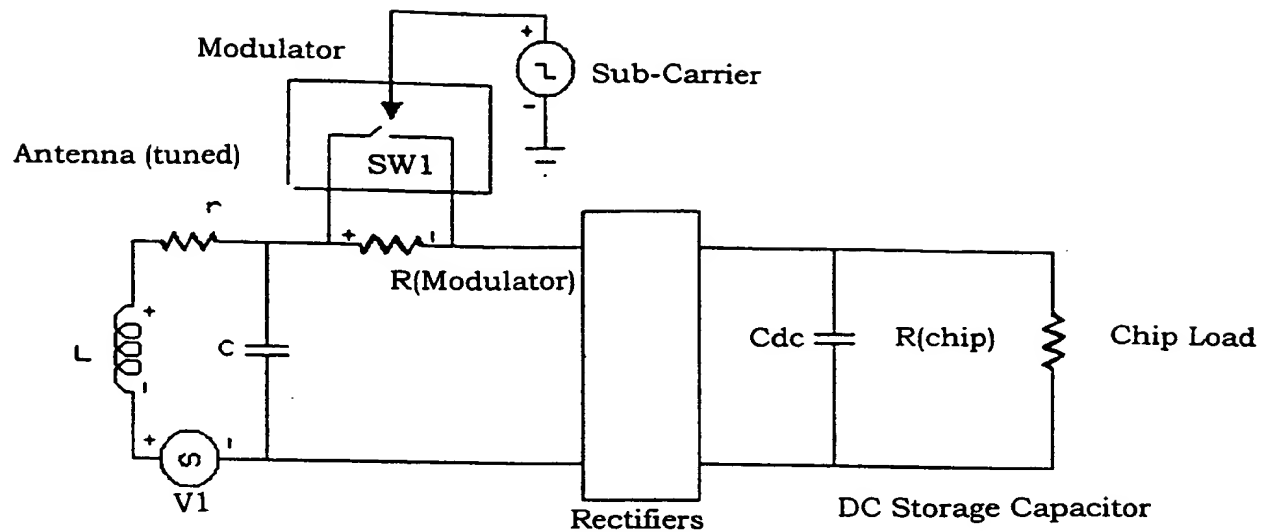 Modulator
Sub-Carrier
+
-
SW1
Antenna (tuned)
r
+
-
R(Modulator)
+
L
-
C
Cdc
R(chip)
Chip Load
+
-
S
V1
Rectifiers
DC Storage Capacitor